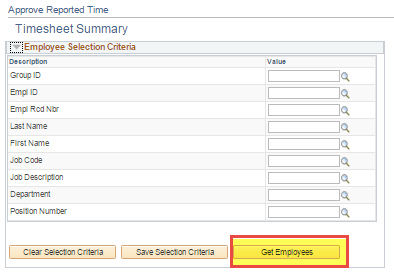 Approve Reported Time
Timesheet Summary
Employee Selection Criteria
Description Value
Group ID
Empl ID
Empl Rcd Nbr
Last Name
First Name
Job Code
Job Description
Department
Position Number
Clear Selection Criteria Save Selection Criteria Get Employees